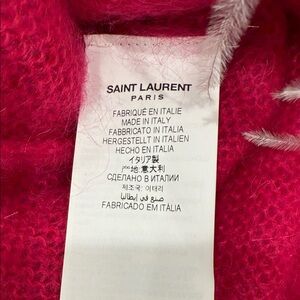 SAINT LAURENT
PARIS
FABRIQUÉ EN ITALIE
MADE IN ITALY
FABBRICATO IN ITALIA
HERGESTELLT IN ITALIEN
HECHO EN ITALIA
イタリア製
地:意大利
СДЕЛАНО В ИТАЛИИ
제조국: 이태리
صنع في إيطاليا
FABRICADO EM ITÁLIA